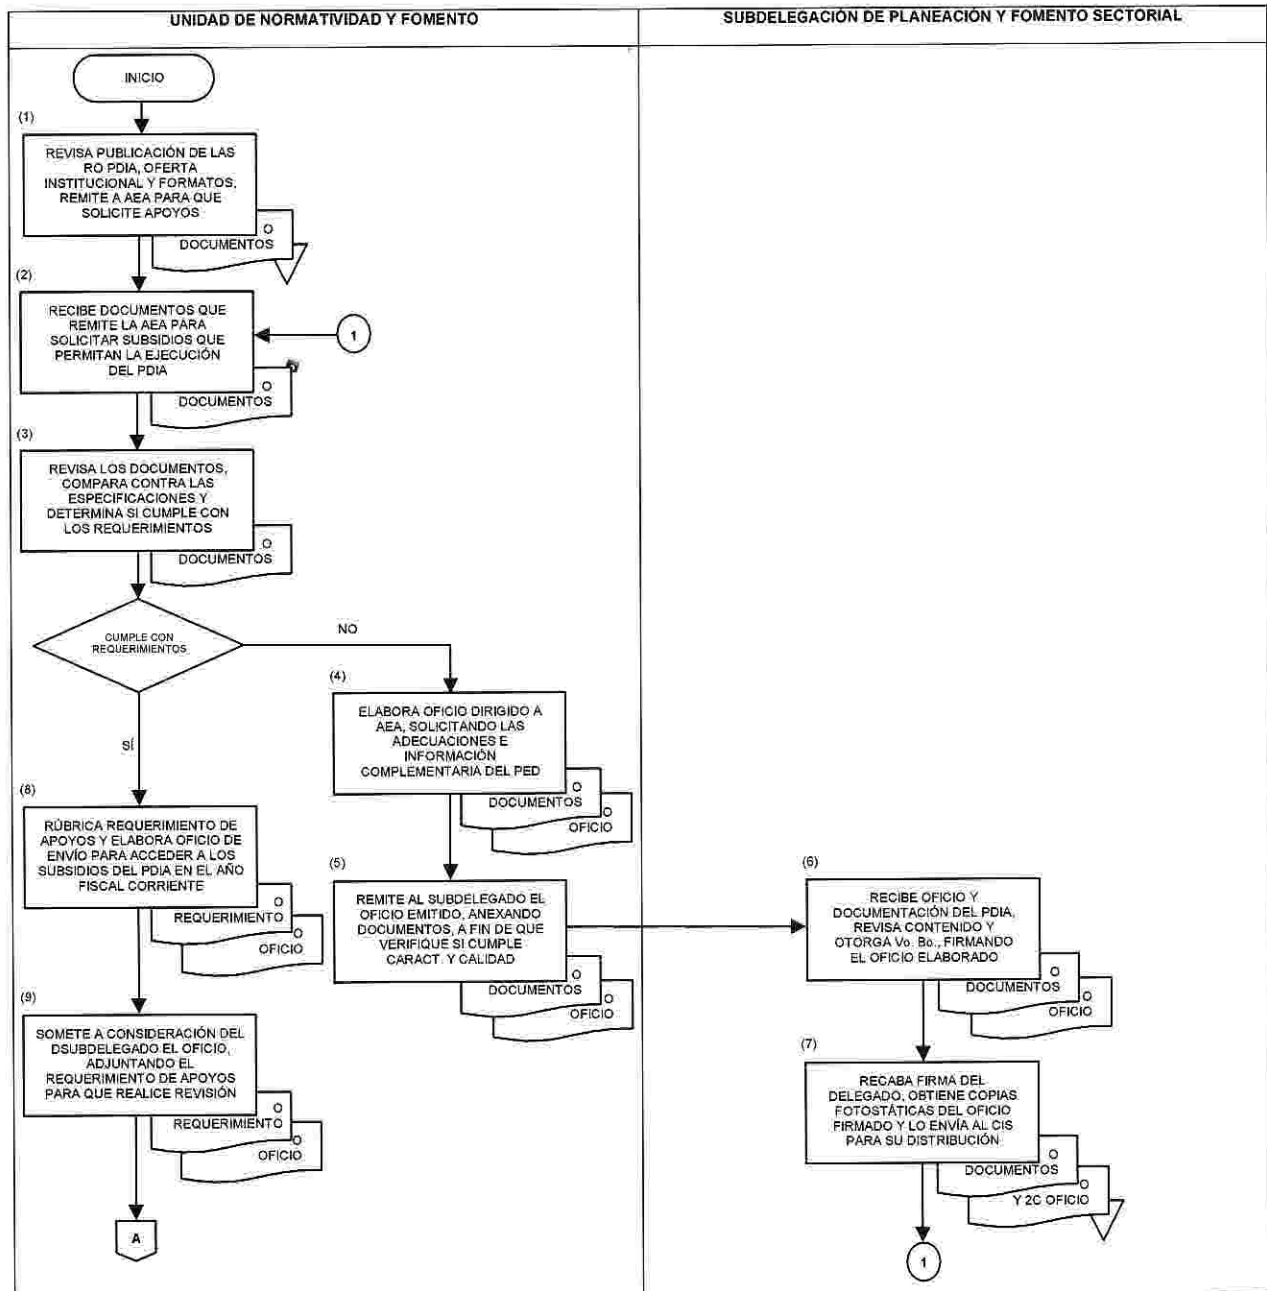 UNIDAD DE NORMATIVIDAD Y FOMENTO
SUBDELEGACIÓN DE PLANEACIÓN Y FOMENTO SECTORIAL
INICIO
(1)
REVISA PUBLICACIÓN DE LAS
RO PDIA, OFERTA
INSTITUCIONAL Y FORMATOS,
REMITE A AEA PARA QUE
SOLICITE APOYOS
O
DOCUMENTOS
(2)
RECIBE DOCUMENTOS QUE
REMITE LA AEA PARA
SOLICITAR SUBSIDIOS QUE
PERMITAN LA EJECUCIÓN
DEL PDIA
1
O
DOCUMENTOS
(3)
REVISA LOS DOCUMENTOS,
COMPARA CONTRA LAS
ESPECIFICACIONES Y
DETERMINA SI CUMPLE CON
LOS REQUERIMIENTOS
O
DOCUMENTOS
CUMPLE CON
REQUERIMIENTOS
NO
SÍ
(4)
ELABORA OFICIO DIRIGIDO A
AEA, SOLICITANDO LAS
ADECUACIONES E
INFORMACIÓN
COMPLEMENTARIA DEL PED
O
DOCUMENTOS
O
OFICIO
(8)
RÚBRICA REQUERIMIENTO DE
APOYOS Y ELABORA OFICIO DE
ENVÍO PARA ACCEDER A LOS
SUBSIDIOS DEL PDIA EN EL AÑO
FISCAL CORRIENTE
O
REQUERIMIENTO
O
OFICIO
(5)
REMITE AL SUBDELEGADO EL
OFICIO EMITIDO, ANEXANDO
DOCUMENTOS, A FIN DE QUE
VERIFIQUE SI CUMPLE
CARACT. Y CALIDAD
O
DOCUMENTOS
O
OFICIO
(6)
RECIBE OFICIO Y
DOCUMENTACIÓN DEL PDIA,
REVISA CONTENIDO Y
OTORGA Vo. Bo., FIRMANDO
EL OFICIO ELABORADO
O
DOCUMENTOS
O
OFICIO
(9)
SOMETE A CONSIDERACIÓN DEL
DSUBDELEGADO EL OFICIO,
ADJUNTANDO EL
REQUERIMIENTO DE APOYOS
PARA QUE REALICE REVISIÓN
O
REQUERIMIENTO
O
OFICIO
(7)
RECABA FIRMA DEL
DELEGADO, OBTIENE COPIAS
FOTOSTÁTICAS DEL OFICIO
FIRMADO Y LO ENVÍA AL CIS
PARA SU DISTRIBUCIÓN
O
DOCUMENTOS
O
Y 2C OFICIO
A
1